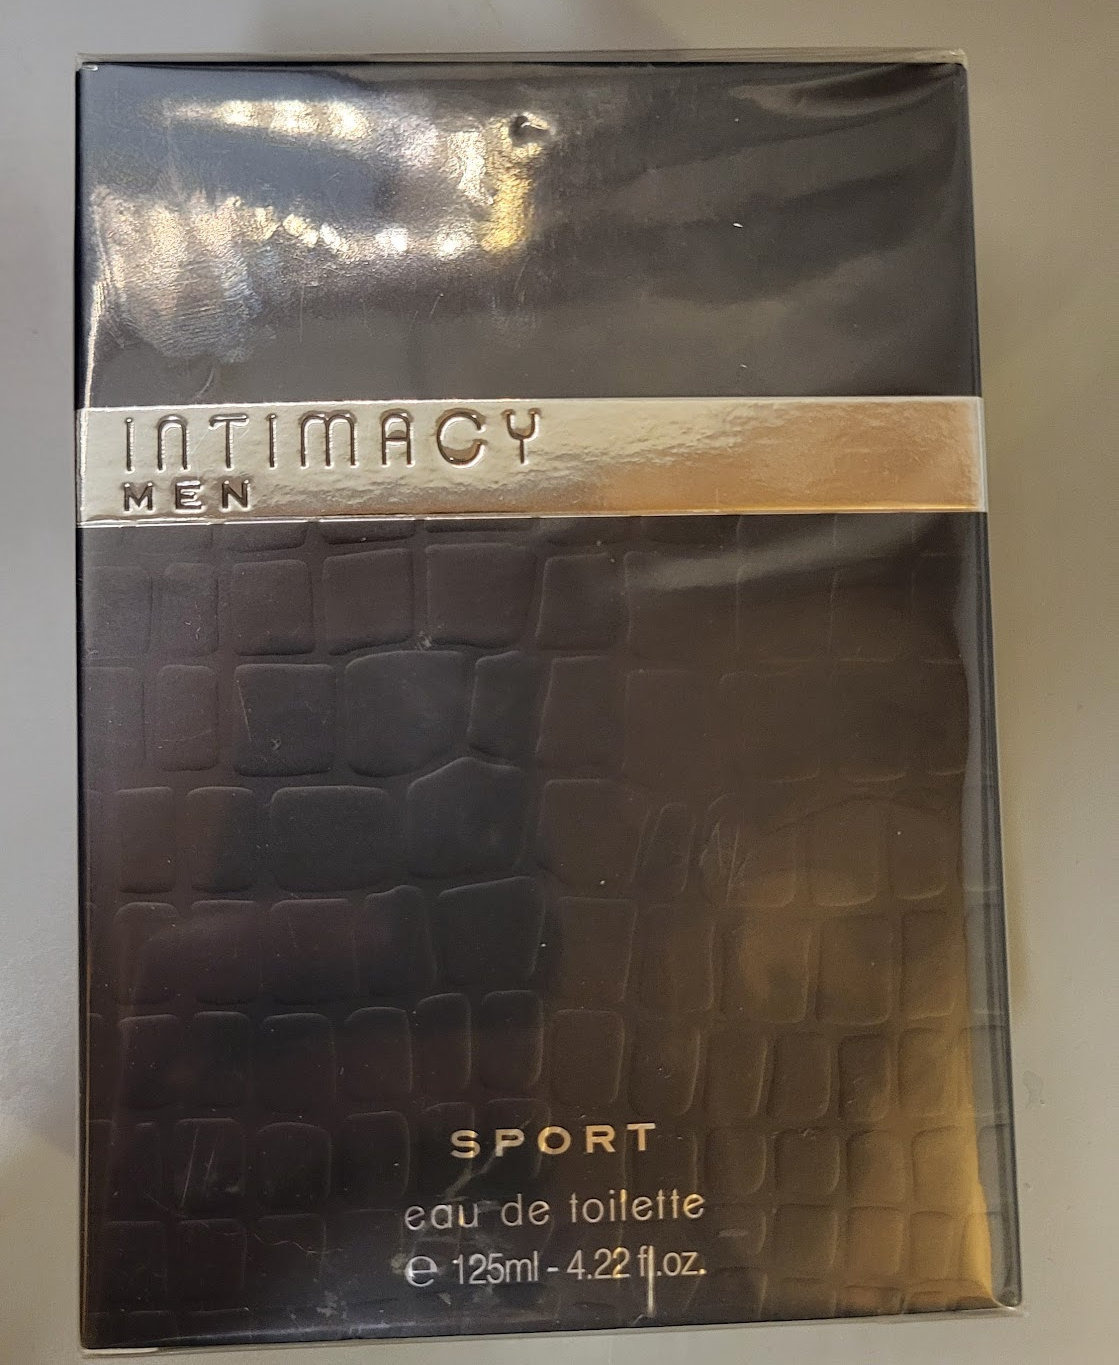 INTIMACY
MEN
SPORT
eau de toilette
℮ 125ml - 4.22 fl.oz.